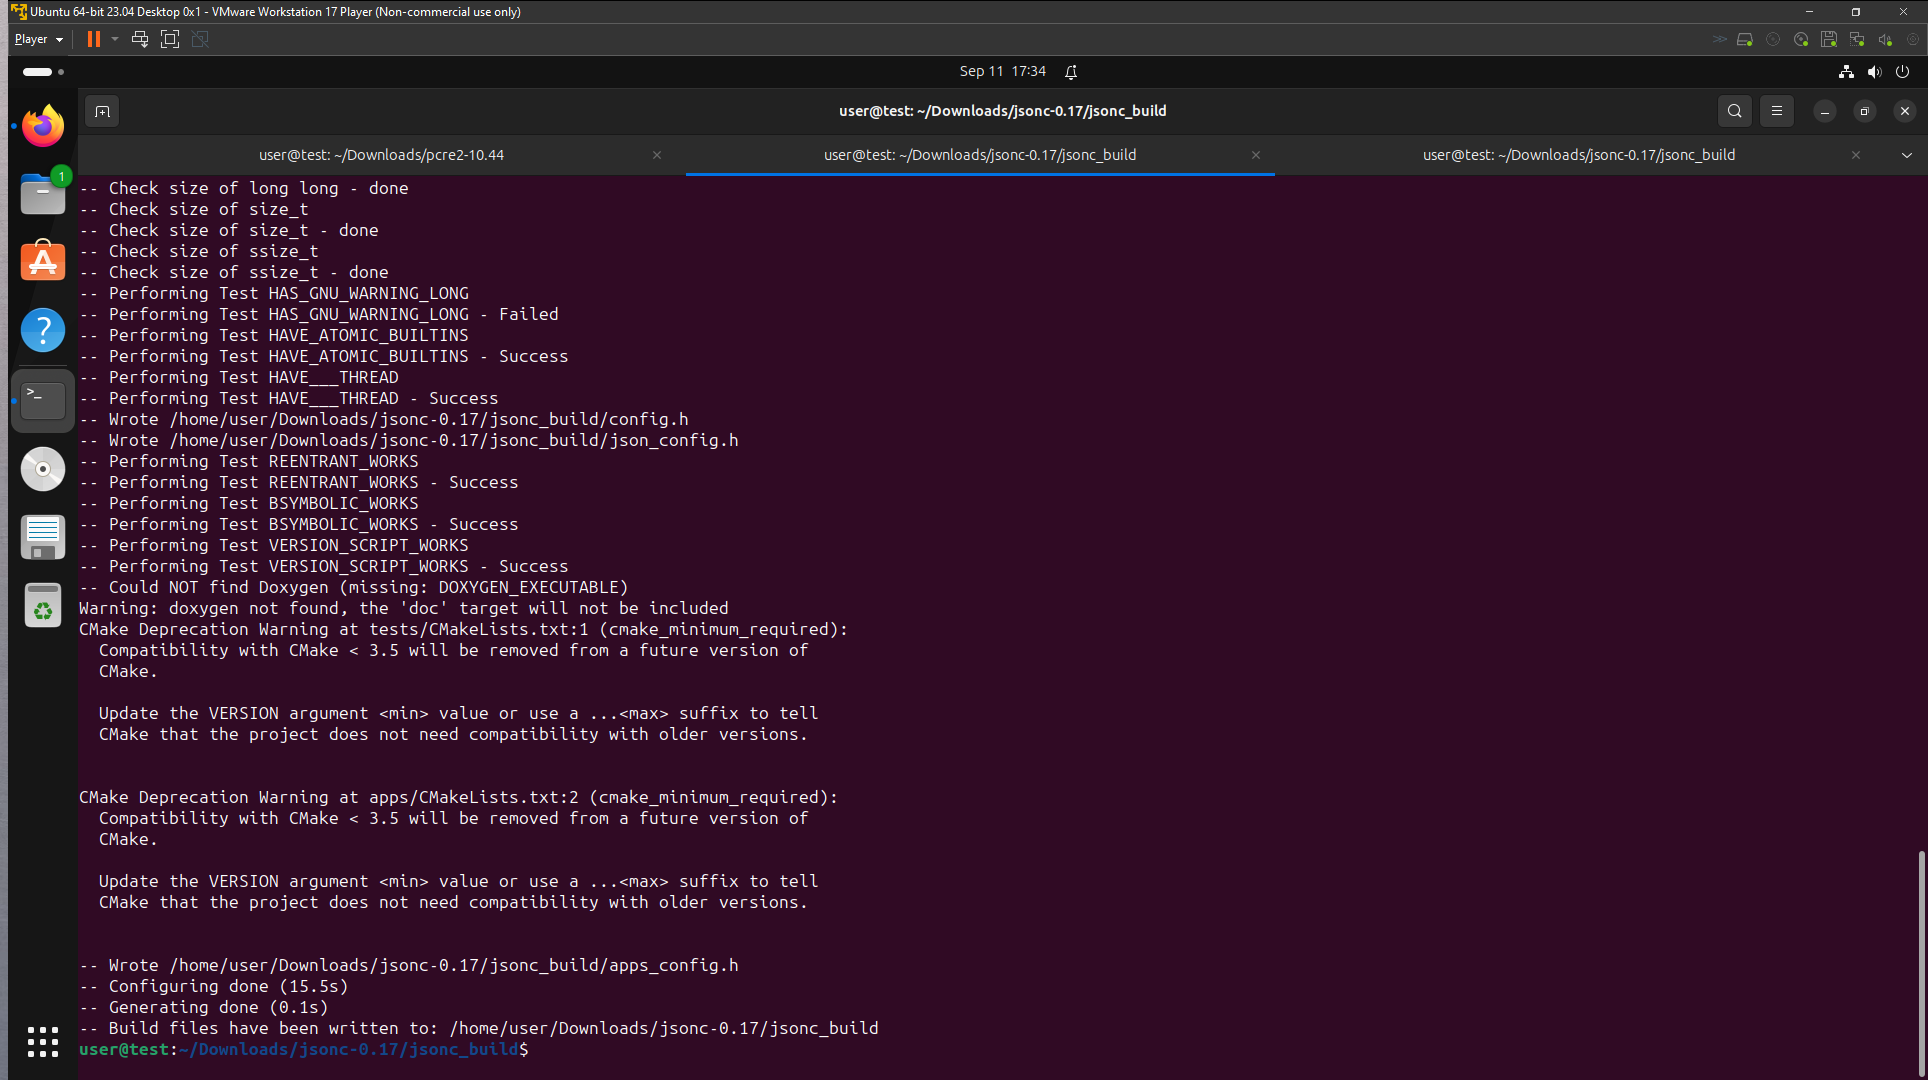 Ubuntu 64-bit 23.04 Desktop 0x1 - VMware Workstation 17 Player (Non-commercial use only)
Player
Sep 11 17:34
user@test: ~/Downloads/jsonc-0.17/jsonc_build
user@test: ~/Downloads/pcre2-10.44
user@test: ~/Downloads/jsonc-0.17/jsonc_build
user@test: ~/Downloads/jsonc-0.17/jsonc_build
1
-- Check size of long long - done
-- Check size of size_t
-- Check size of size_t - done
-- Check size of ssize_t
-- Check size of ssize_t - done
-- Performing Test HAS_GNU_WARNING_LONG
-- Performing Test HAS_GNU_WARNING_LONG - Failed
-- Performing Test HAVE_ATOMIC_BUILTINS
-- Performing Test HAVE_ATOMIC_BUILTINS - Success
-- Performing Test HAVE___THREAD
-- Performing Test HAVE___THREAD - Success
-- Wrote /home/user/Downloads/jsonc-0.17/jsonc_build/config.h
-- Wrote /home/user/Downloads/jsonc-0.17/jsonc_build/json_config.h
-- Performing Test REENTRANT_WORKS
-- Performing Test REENTRANT_WORKS - Success
-- Performing Test BSYMBOLIC_WORKS
-- Performing Test BSYMBOLIC_WORKS - Success
-- Performing Test VERSION_SCRIPT_WORKS
-- Performing Test VERSION_SCRIPT_WORKS - Success
-- Could NOT find Doxygen (missing: DOXYGEN_EXECUTABLE)
Warning: doxygen not found, the 'doc' target will not be included
CMake Deprecation Warning at tests/CMakeLists.txt:1 (cmake_minimum_required):
  Compatibility with CMake < 3.5 will be removed from a future version of
  CMake.
  Update the VERSION argument <min> value or use a ...<max> suffix to tell
  CMake that the project does not need compatibility with older versions.
CMake Deprecation Warning at apps/CMakeLists.txt:2 (cmake_minimum_required):
  Compatibility with CMake < 3.5 will be removed from a future version of
  CMake.
  Update the VERSION argument <min> value or use a ...<max> suffix to tell
  CMake that the project does not need compatibility with older versions.
-- Wrote /home/user/Downloads/jsonc-0.17/jsonc_build/apps_config.h
-- Configuring done (15.5s)
-- Generating done (0.1s)
-- Build files have been written to: /home/user/Downloads/jsonc-0.17/jsonc_build
user@test:~/Downloads/jsonc-0.17/jsonc_build$